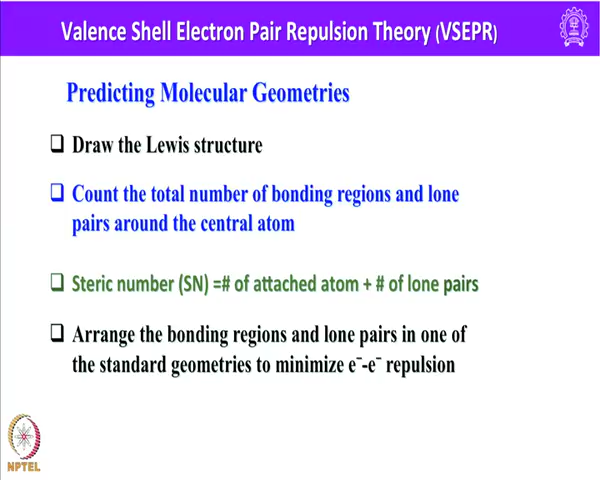 Valence Shell Electron Pair Repulsion Theory (VSEPR)
Predicting Molecular Geometries
❑ Draw the Lewis structure
❑ Count the total number of bonding regions and lone
pairs around the central atom
❑ Steric number (SN) =# of attached atom + # of lone pairs
❑ Arrange the bonding regions and lone pairs in one of
the standard geometries to minimize e⁻-e⁻ repulsion
NPTEL